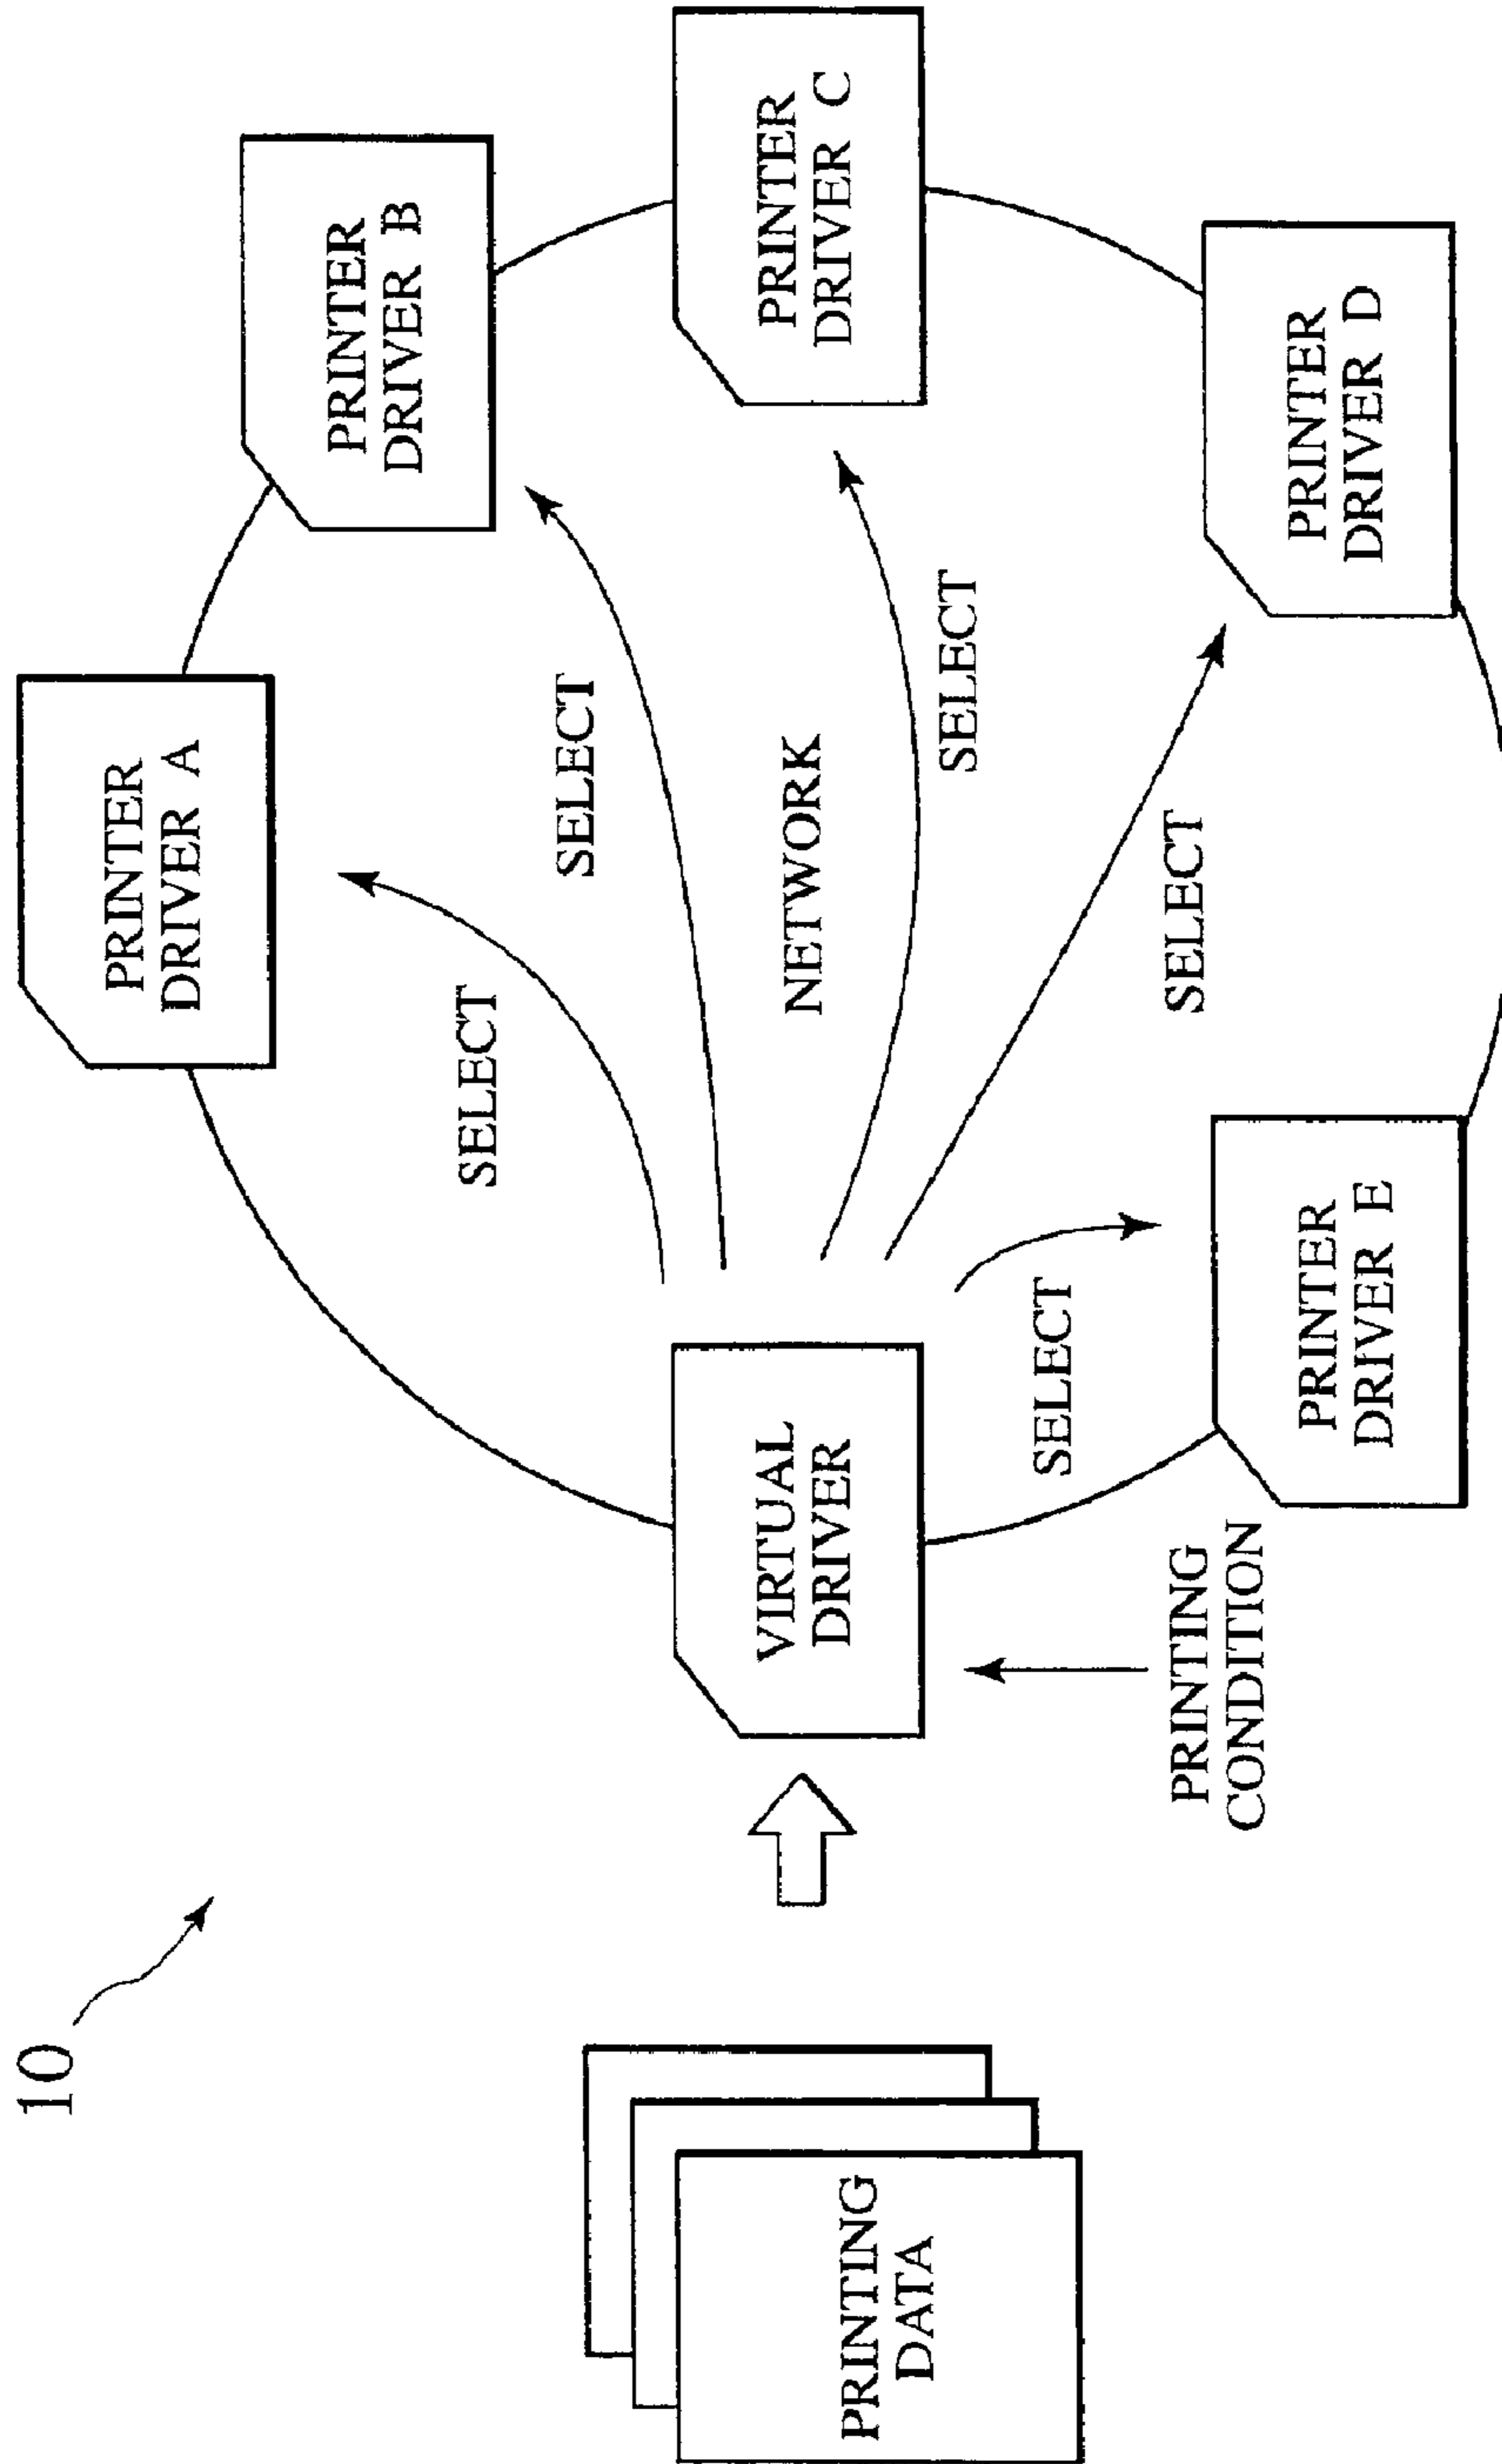 10
PRINTING
DATA
VIRTUAL
DRIVER
PRINTING
CONDITION
SELECT
PRINTER
DRIVER A
SELECT
PRINTER
DRIVER B
NETWORK
SELECT
PRINTER
DRIVER C
SELECT
PRINTER
DRIVER D
SELECT
PRINTER
DRIVER E